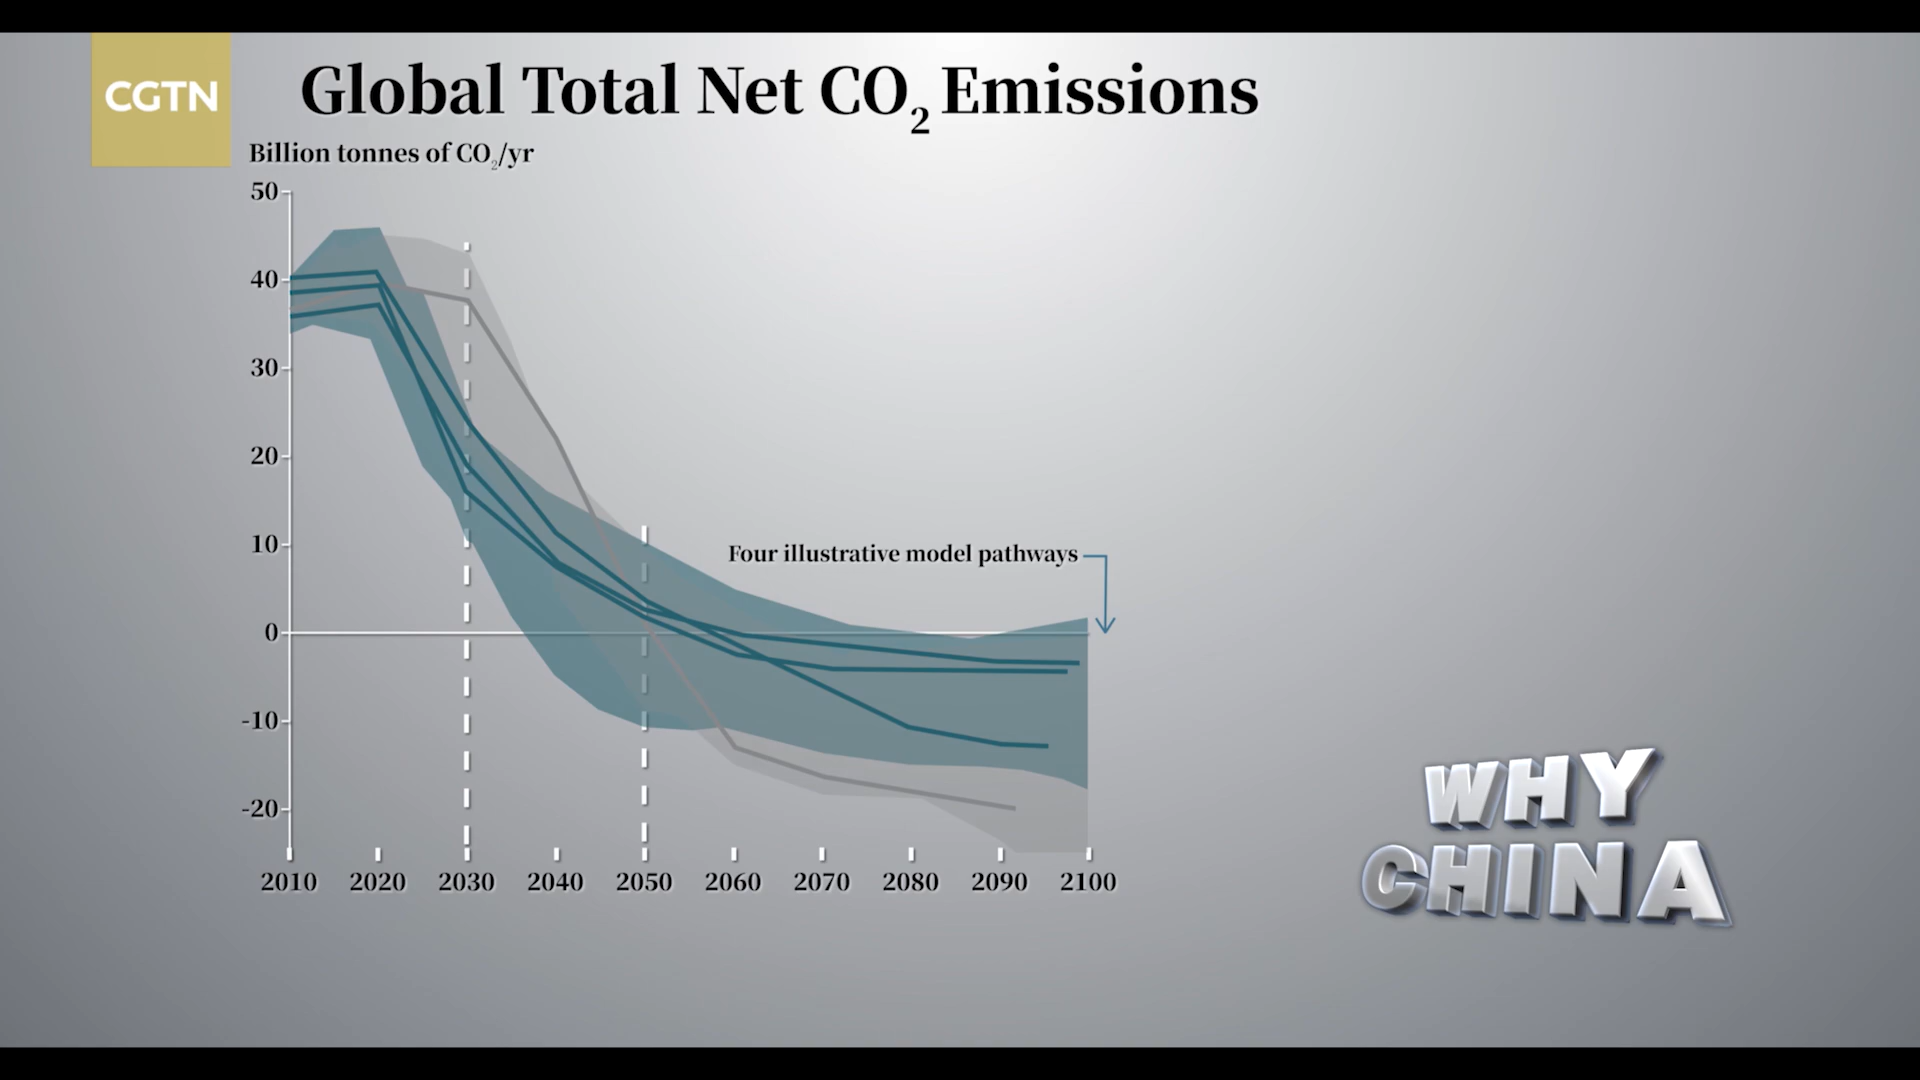 CGTN
Global Total Net CO₂ Emissions
Billion tonnes of CO₂/yr
50
40
30
20
10
0
-10
-20
Four illustrative model pathways
2010 2020 2030 2040 2050 2060 2070 2080 2090 2100
WHY
CHINA